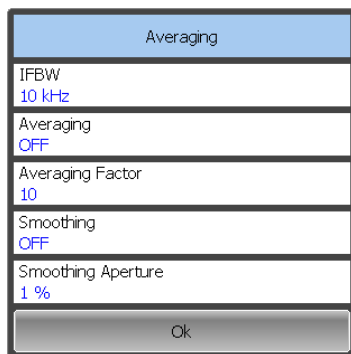 Averaging
IFBW
10 kHz
Averaging
OFF
Averaging Factor
10
Smoothing
OFF
Smoothing Aperture
1 %
Ok